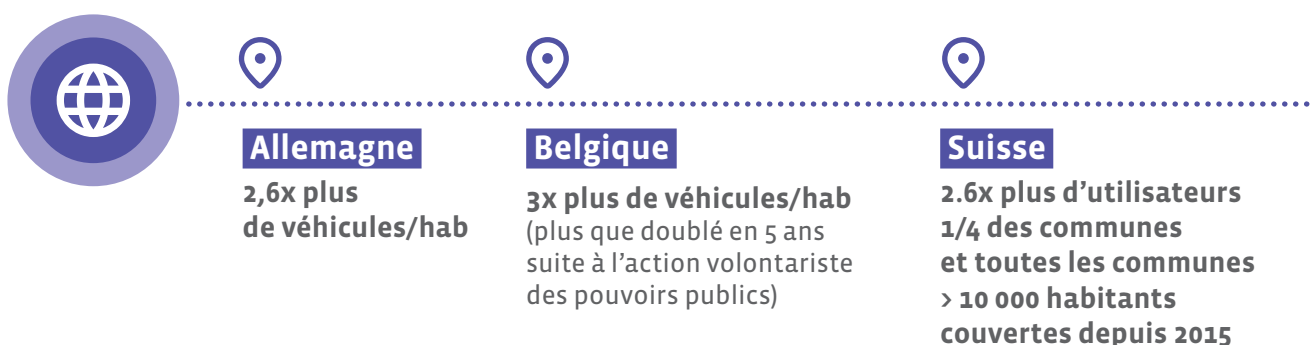 Allemagne
2,6x plus
de véhicules/hab
Belgique
3x plus de véhicules/hab
(plus que doublé en 5 ans
suite à l’action volontariste
des pouvoirs publics)
Suisse
2.6x plus d’utilisateurs
1/4 des communes
et toutes les communes
> 10 000 habitants
couvertes depuis 2015